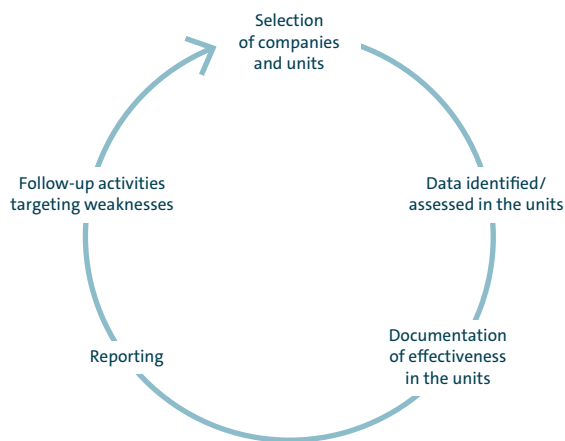 Selection
of companies
and units
Data identified/
assessed in the units
Documentation
of effectiveness
in the units
Reporting
Follow-up activities
targeting weaknesses